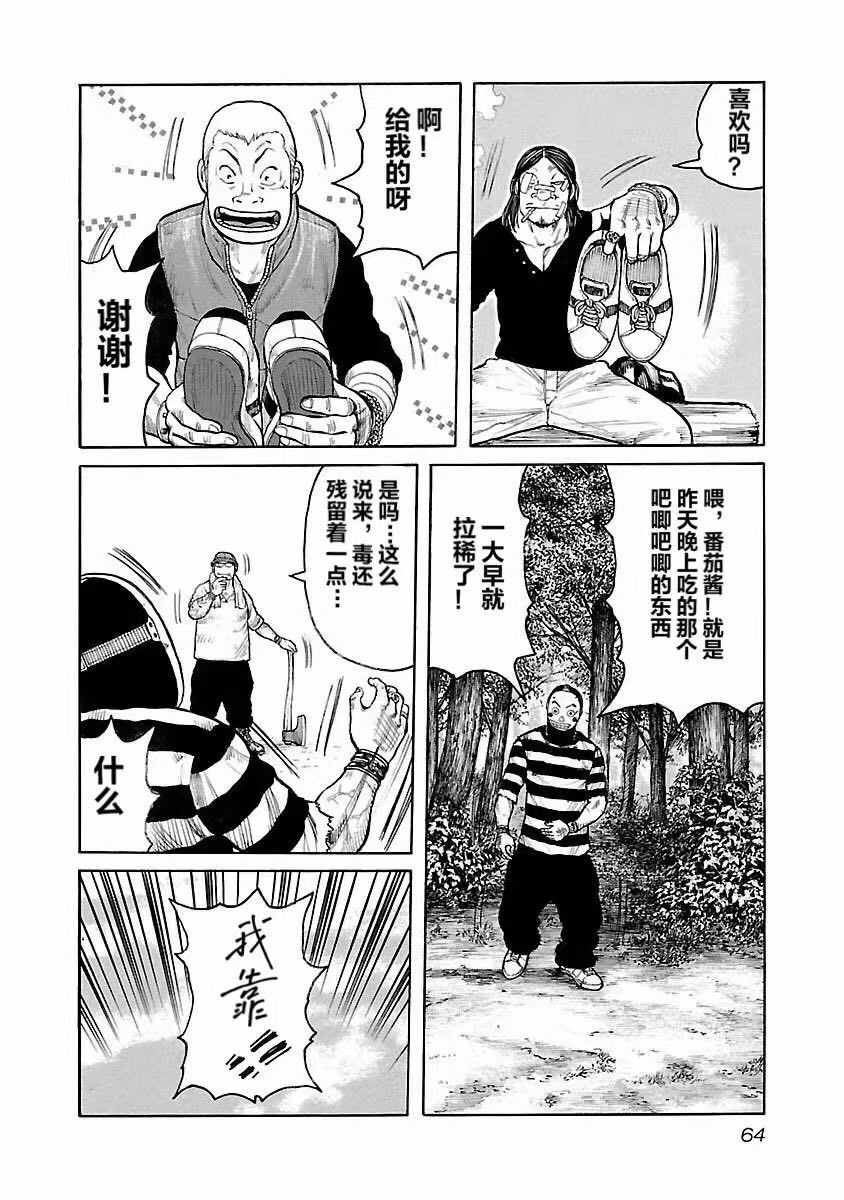 喜欢吗？
啊！
给我的呀
谢谢！
喂，番茄酱！就是
昨天晚上吃的那个
吧唧吧唧的东西
一大早就
拉稀了！
是吗…这么
说来，毒还
残留着一点…
什么
我靠!!
64